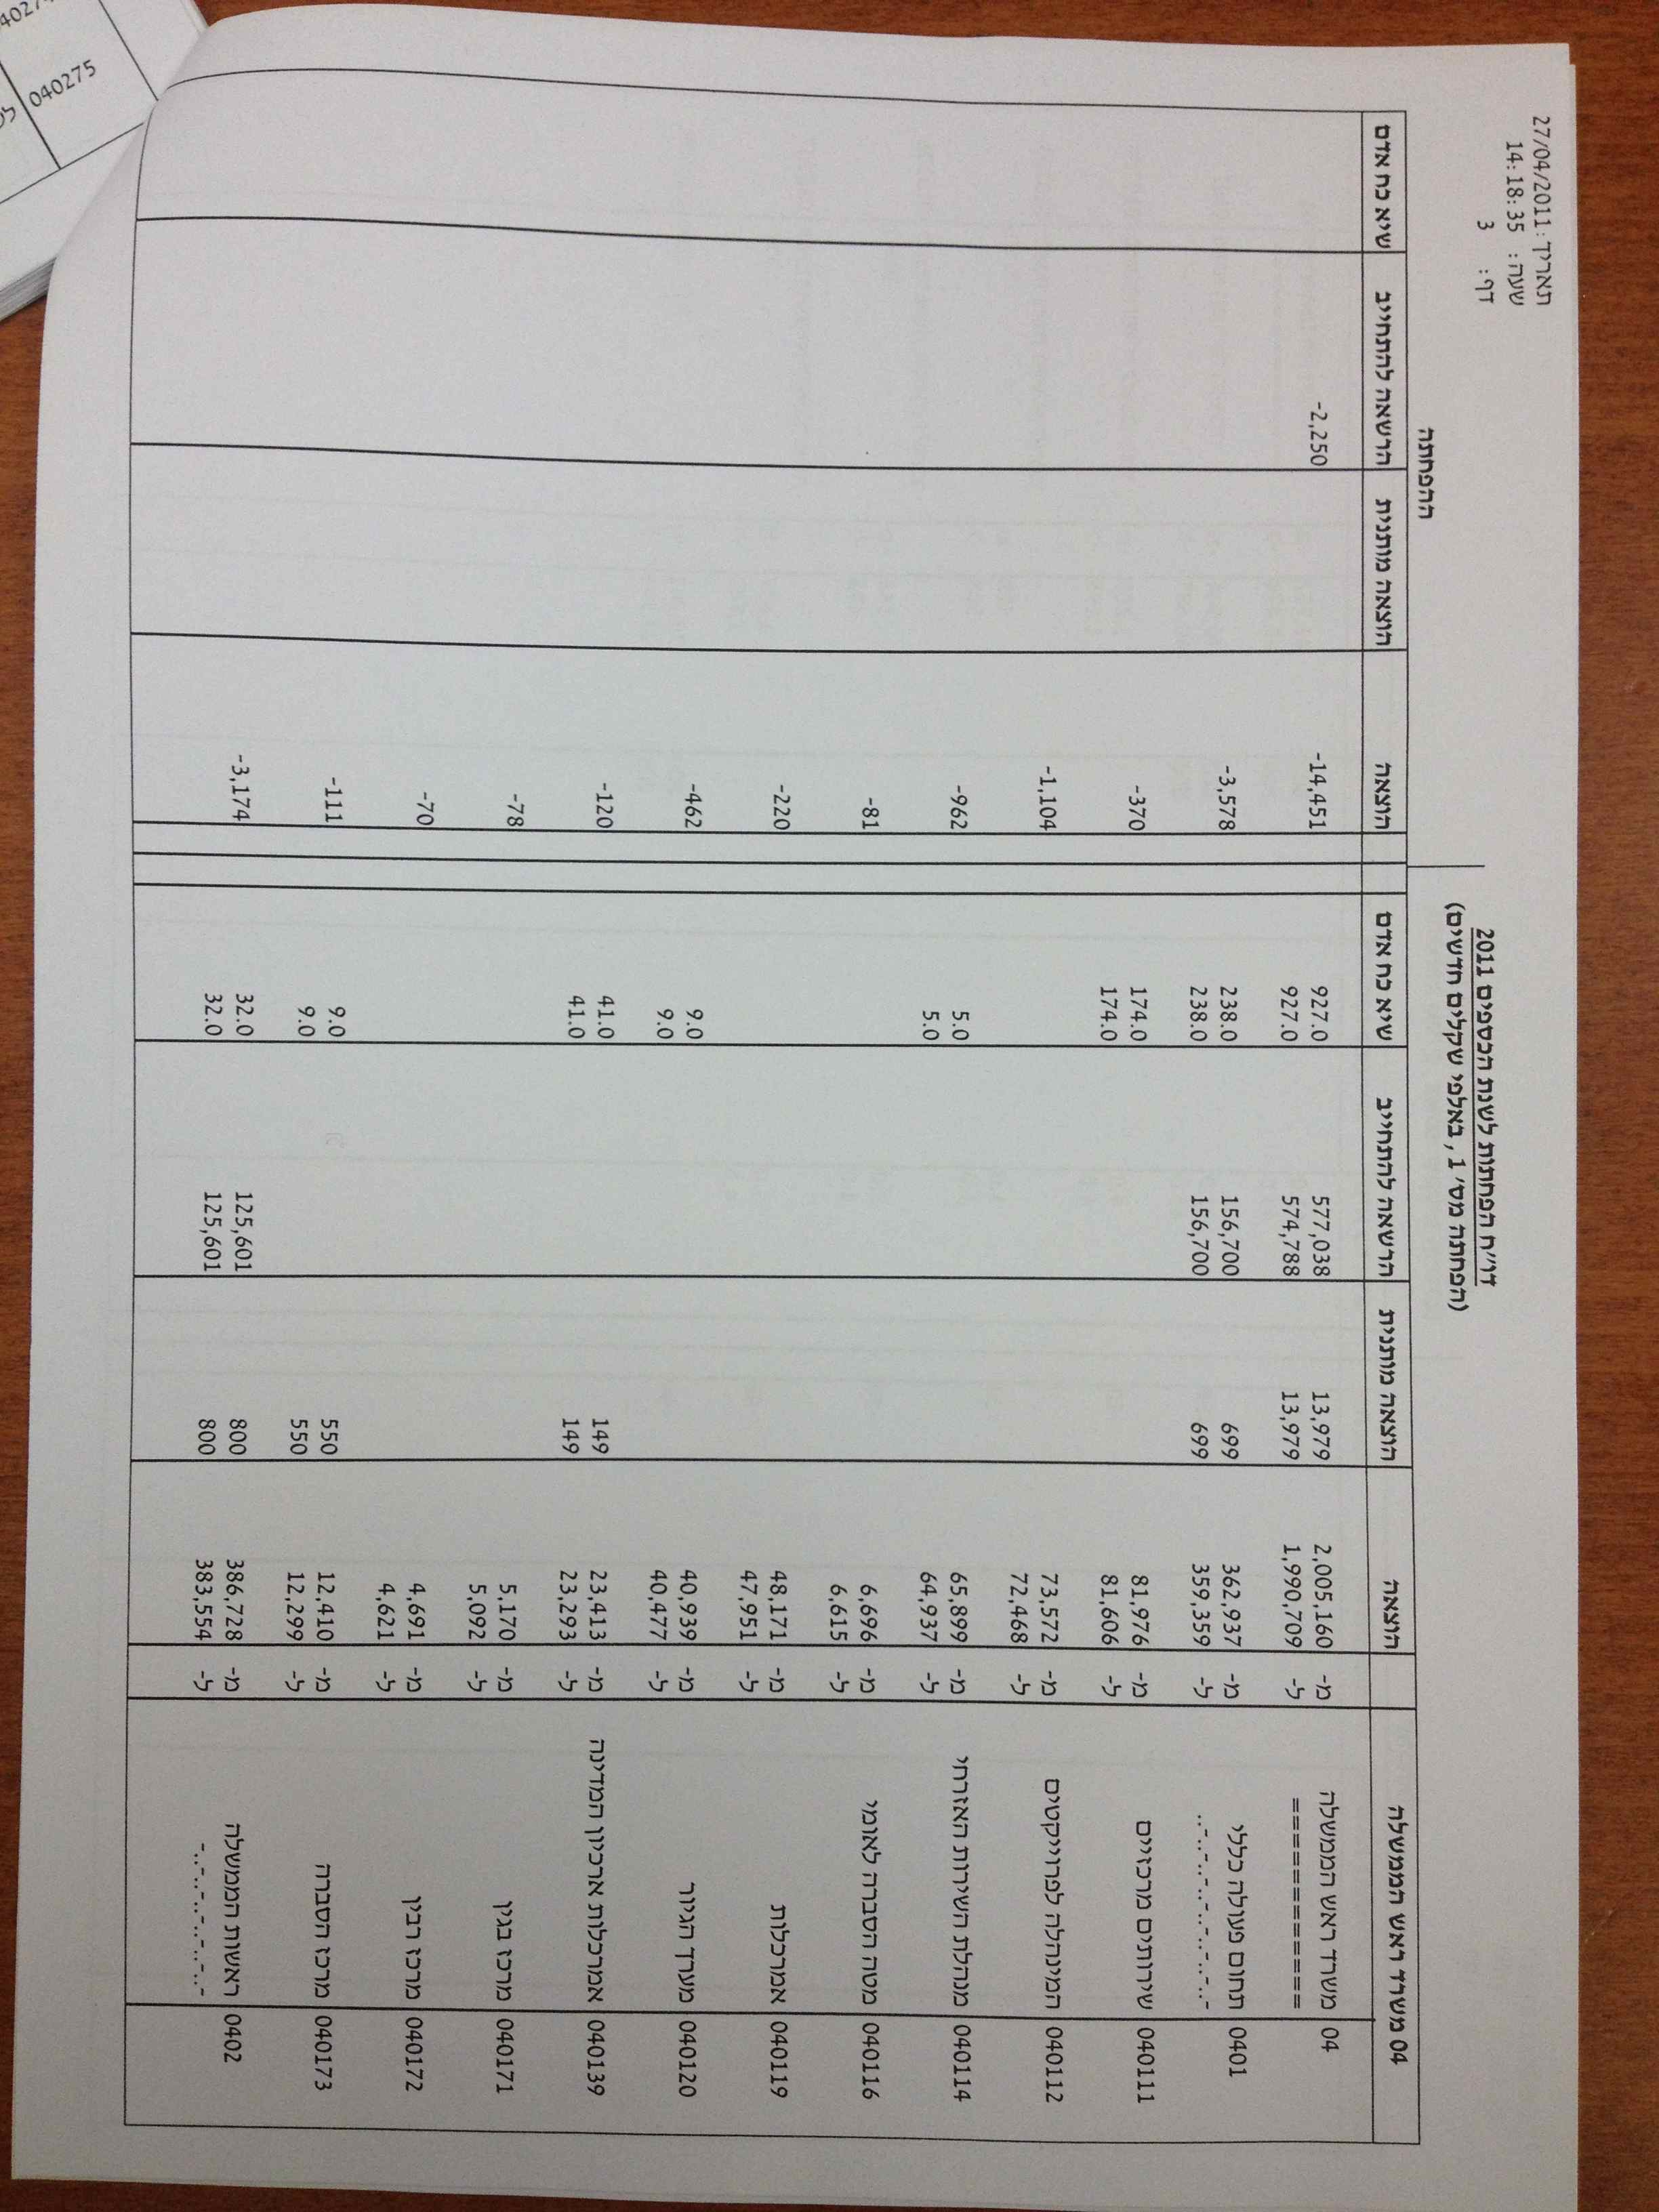 תאריך: 27/04/2011
שעה: 14:18:35
דף: 3
דו״ח הפחתות לשנת הכספים 2011
(הפחתה מס׳ 1, באלפי שקלים חדשים)
ההפחתה
04 משרד ראש הממשלה הוצאה הוצאה מותנית הרשאה להתחייב שיא כח אדם הוצאה הוצאה מותנית הרשאה להתחייב שיא כח אדם
04 משרד ראש הממשלה מ- 2,005,160 13,979 577,038 927.0 -14,451 -2,250
============= ל- 1,990,709 13,979 574,788 927.0
0401 תחום פעולה כללי מ- 362,937 699 156,700 238.0 -3,578
-..-..-..-..-..-..-.. ל- 359,359 699 156,700 238.0
040111 שירותים מרכזיים מ- 81,976 174.0 -370
ל- 81,606 174.0
040112 המינהלה לפרוייקטים מ- 73,572 -1,104
ל- 72,468
040114 מנהלת השירות האזרחי מ- 65,899 5.0 -962
ל- 64,937 5.0
040116 מטה הסברה לאומי מ- 6,696 -81
ל- 6,615
040119 אמרכלות מ- 48,171 -220
ל- 47,951
040120 מערך הגיור מ- 40,939 9.0 -462
ל- 40,477 9.0
040139 אמרכלות ארכיון המדינה מ- 23,413 149 41.0 -120
ל- 23,293 149 41.0
040171 מרכז בגין מ- 5,170 -78
ל- 5,092
040172 מרכז רבין מ- 4,691 -70
ל- 4,621
040173 מרכז הסברה מ- 12,410 550 9.0 -111
ל- 12,299 550 9.0
0402 ראשות הממשלה מ- 386,728 800 125,601 32.0 -3,174
-..-..-..-..-..-..- ל- 383,554 800 125,601 32.0
040275